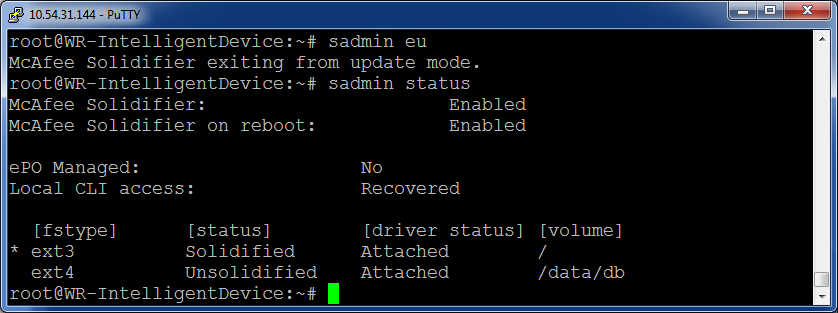 10.54.31.144 - PuTTY
root@WR-IntelligentDevice:~# sadmin eu
McAfee Solidifier exiting from update mode.
root@WR-IntelligentDevice:~# sadmin status
McAfee Solidifier: Enabled
McAfee Solidifier on reboot: Enabled
ePO Managed: No
Local CLI access: Recovered
[fstype] [status] [driver status] [volume]
* ext3 Solidified Attached /
ext4 Unsolidified Attached /data/db
root@WR-IntelligentDevice:~#